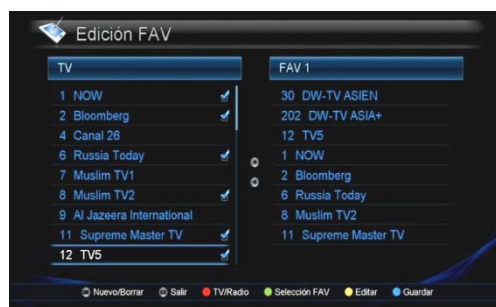 Edición FAV
TV
1 NOW
2 Bloomberg
4 Canal 26
6 Russia Today
7 Muslim TV1
8 Muslim TV2
9 Al Jazeera International
11 Supreme Master TV
12 TV5
FAV 1
30 DW-TV ASIEN
202 DW-TV ASIA+
12 TV5
1 NOW
2 Bloomberg
6 Russia Today
8 Muslim TV2
11 Supreme Master TV
Nuevo/Borrar Salir TV/Radio Selección FAV Editar Guardar